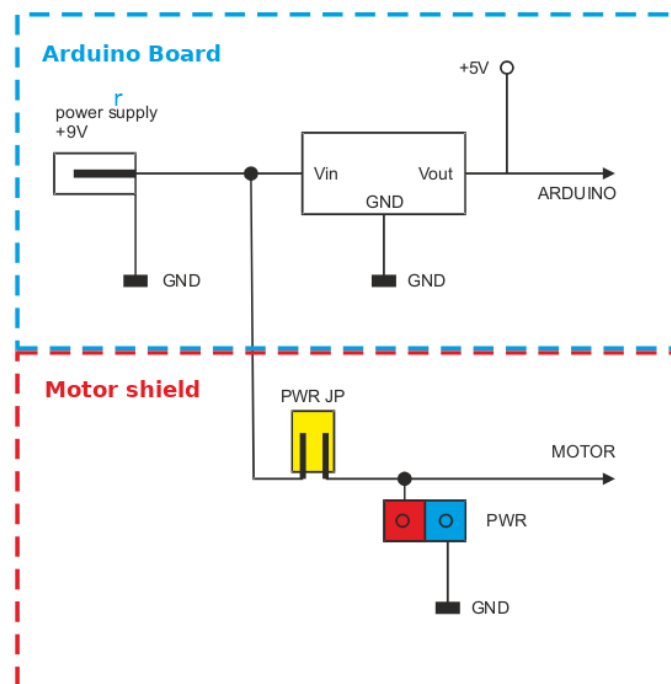 Arduino Board
r
power supply
+9V
+5V
Vin
Vout
GND
ARDUINO
GND
GND
Motor shield
PWR JP
MOTOR
PWR
GND